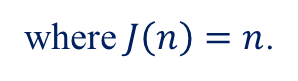 where J(n) = n.